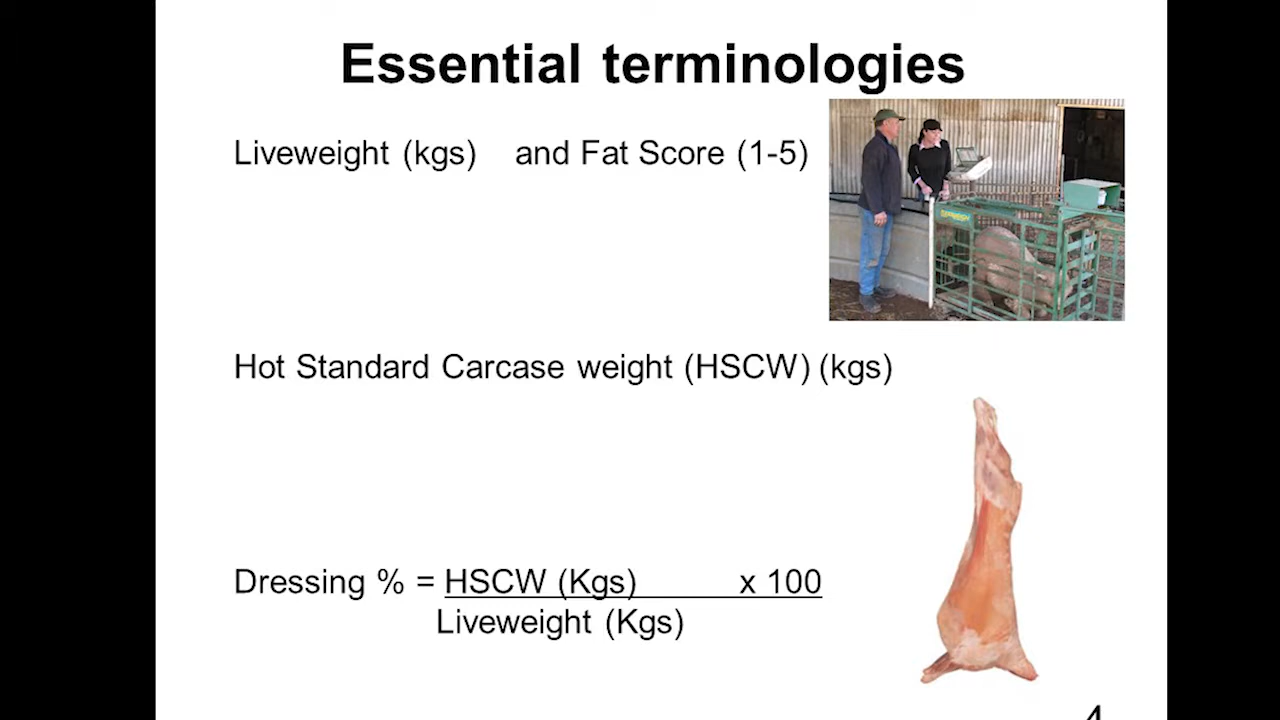 Essential terminologies
Liveweight (kgs) and Fat Score (1-5)
Hot Standard Carcase weight (HSCW) (kgs)
Dressing % = HSCW (Kgs) x 100
Liveweight (Kgs)
4